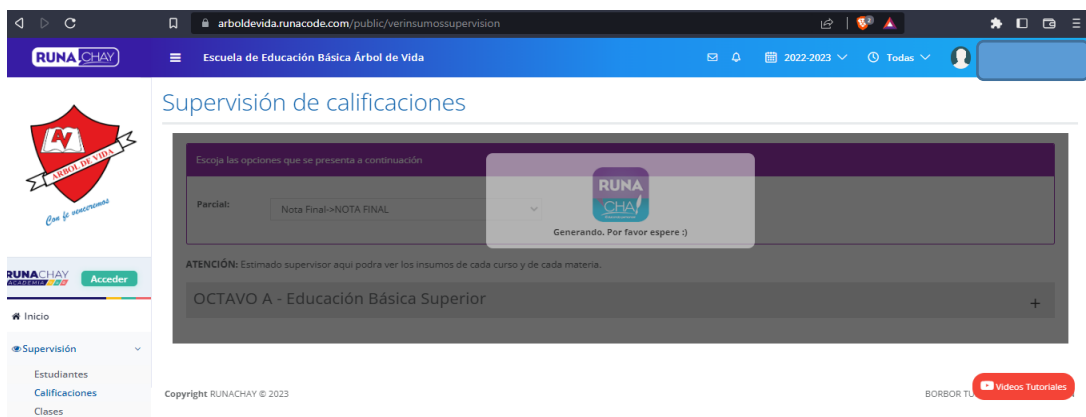 arboldevida.runacode.com/public/verinsumossupervision
RUNA CHAY
Escuela de Educación Básica Árbol de Vida
2022-2023
Todas
Supervisión de calificaciones
AV
ARBOL DE VIDA
Con fe venceremos
Escoja las opciones que se presenta a continuación
Parcial:
Nota Final->NOTA FINAL
RUNA
CHAY
Generando. Por favor espere :)
ATENCIÓN: Estimado supervisor aqui podra ver los insumos de cada curso y de cada materia.
OCTAVO A - Educación Básica Superior
+
RUNACHAY
ACADEMIA
Acceder
Inicio
Supervisión
Estudiantes
Calificaciones
Clases
Copyright RUNACHAY © 2023
BORBOR
Videos Tutoriales